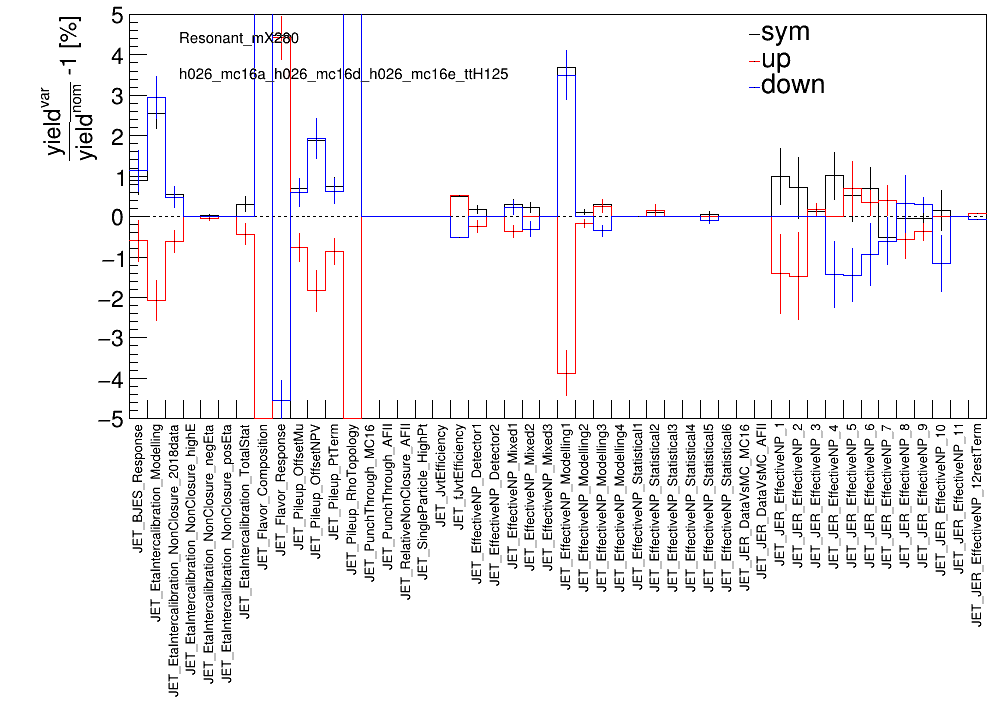 yield^var / yield^nom -1 [%]
5
4
3
2
1
0
−1
−2
−3
−4
−5
Resonant_mX280
h026_mc16a_h026_mc16d_h026_mc16e_ttH125
sym
up
down
JET_BJES_Response
JET_EtaIntercalibration_Modelling
JET_EtaIntercalibration_NonClosure_2018data
JET_EtaIntercalibration_NonClosure_highE
JET_EtaIntercalibration_NonClosure_negEta
JET_EtaIntercalibration_NonClosure_posEta
JET_EtaIntercalibration_TotalStat
JET_Flavor_Composition
JET_Flavor_Response
JET_Pileup_OffsetMu
JET_Pileup_OffsetNPV
JET_Pileup_PtTerm
JET_Pileup_RhoTopology
JET_PunchThrough_MC16
JET_PunchThrough_AFII
JET_RelativeNonClosure_AFII
JET_SingleParticle_HighPt
JET_JvtEfficiency
JET_fJvtEfficiency
JET_EffectiveNP_Detector1
JET_EffectiveNP_Detector2
JET_EffectiveNP_Mixed1
JET_EffectiveNP_Mixed2
JET_EffectiveNP_Mixed3
JET_EffectiveNP_Modelling1
JET_EffectiveNP_Modelling2
JET_EffectiveNP_Modelling3
JET_EffectiveNP_Modelling4
JET_EffectiveNP_Statistical1
JET_EffectiveNP_Statistical2
JET_EffectiveNP_Statistical3
JET_EffectiveNP_Statistical4
JET_EffectiveNP_Statistical5
JET_EffectiveNP_Statistical6
JET_JER_DataVsMC_MC16
JET_JER_DataVsMC_AFII
JET_JER_EffectiveNP_1
JET_JER_EffectiveNP_2
JET_JER_EffectiveNP_3
JET_JER_EffectiveNP_4
JET_JER_EffectiveNP_5
JET_JER_EffectiveNP_6
JET_JER_EffectiveNP_7
JET_JER_EffectiveNP_8
JET_JER_EffectiveNP_9
JET_JER_EffectiveNP_10
JET_JER_EffectiveNP_11
JET_JER_EffectiveNP_12restTerm